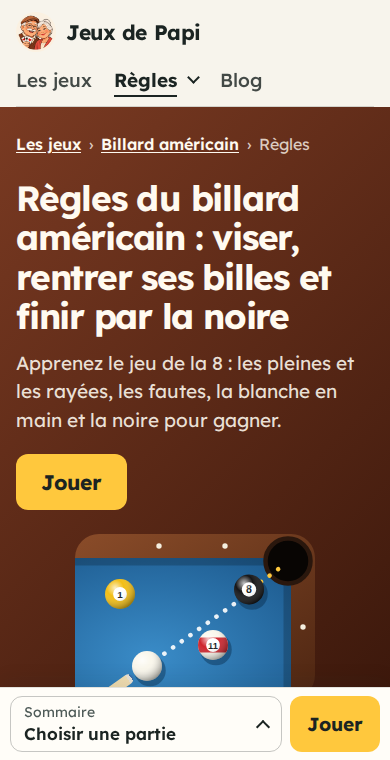 Jeux de Papi
Les jeux Règles Blog
Les jeux › Billard américain › Règles
Règles du billard
américain : viser,
rentrer ses billes et
finir par la noire
Apprenez le jeu de la 8 : les pleines et
les rayées, les fautes, la blanche en
main et la noire pour gagner.
Jouer
1
8
11
Sommaire
Choisir une partie
Jouer